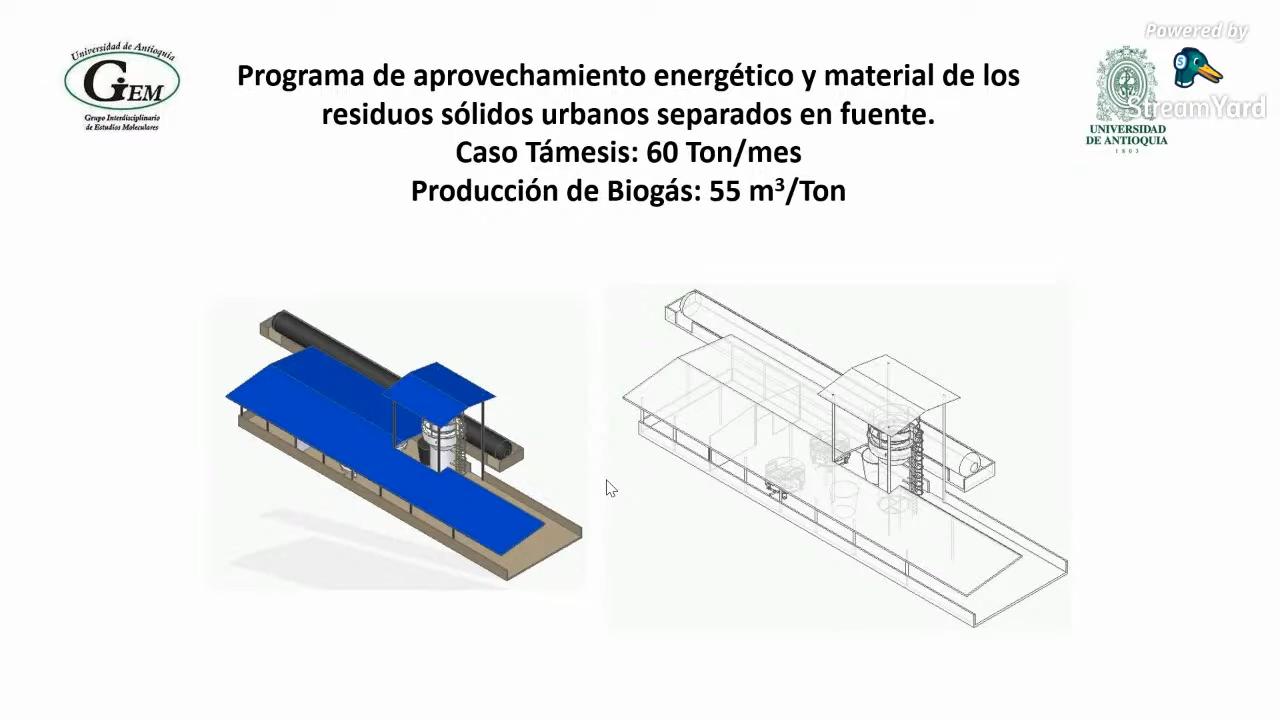 Universidad de Antioquia
GIEM
Grupo Interdisciplinario
de Estudios Moleculares
Programa de aprovechamiento energético y material de los
residuos sólidos urbanos separados en fuente.
Caso Támesis: 60 Ton/mes
Producción de Biogás: 55 m³/Ton
Powered by
S
StreamYard
UNIVERSIDAD
DE ANTIOQUIA
1803